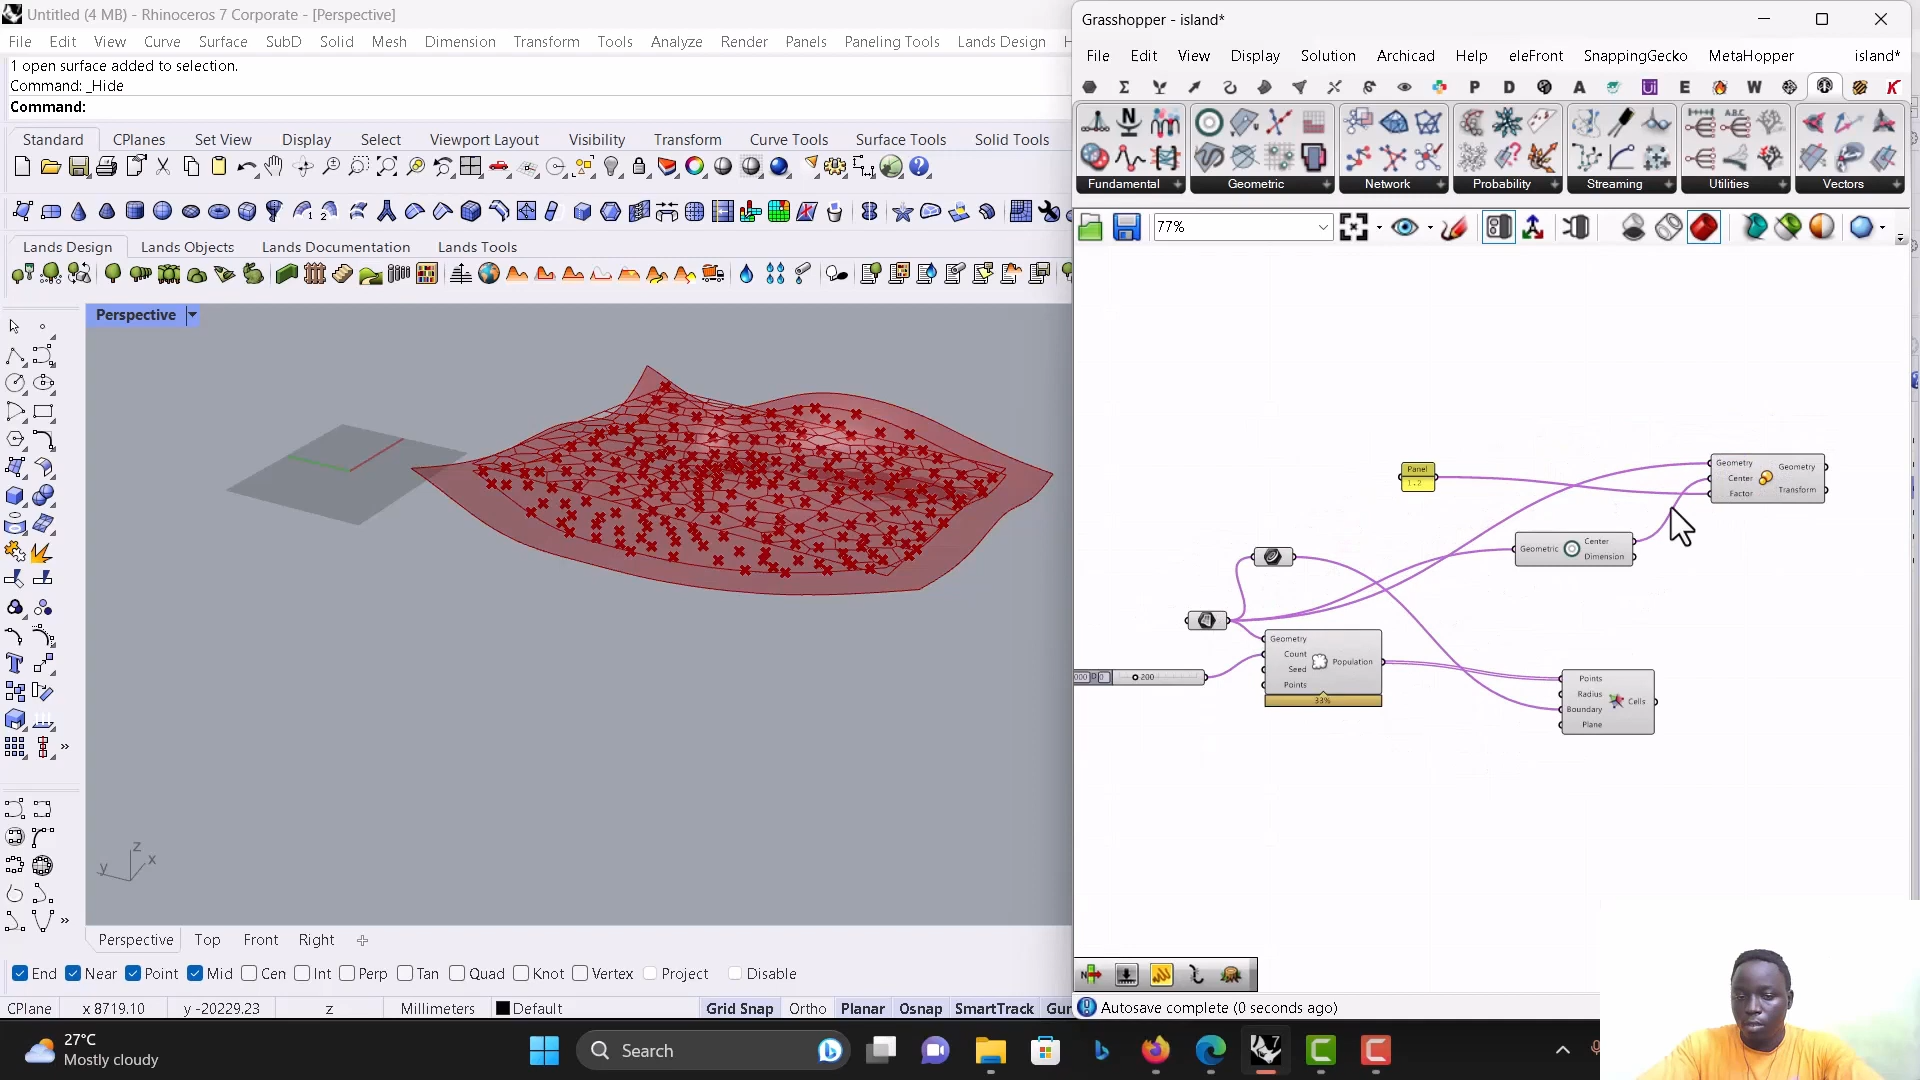 Untitled (4 MB) - Rhinoceros 7 Corporate - [Perspective]
File Edit View Curve Surface SubD Solid Mesh Dimension Transform Tools Analyze Render Panels Paneling Tools Lands Design
1 open surface added to selection.
Command: _Hide
Command:
Standard CPlanes Set View Display Select Viewport Layout Visibility Transform Curve Tools Surface Tools Solid Tools
Lands Design Lands Objects Lands Documentation Lands Tools
Perspective
z
y x
Perspective Top Front Right
End Near Point Mid Cen Int Perp Tan Quad Knot Vertex Project Disable
CPlane x 8719.10 y -20229.23 z Millimeters Default Grid Snap Ortho Planar Osnap SmartTrack Gum
Grasshopper - island*
File Edit View Display Solution Archicad Help eleFront SnappingGecko MetaHopper island*
P D A E W K
Fundamental Geometric Network Probability Streaming Utilities Vectors
77%
Panel
1.2
Geometry
Center
Factor
Geometry
Transform
Geometric
Center
Dimension
Geometry
Count
Seed
Points
Population
33%
200
Points
Radius
Boundary
Plane
Cells
Autosave complete (0 seconds ago)
27°C
Mostly cloudy
Search